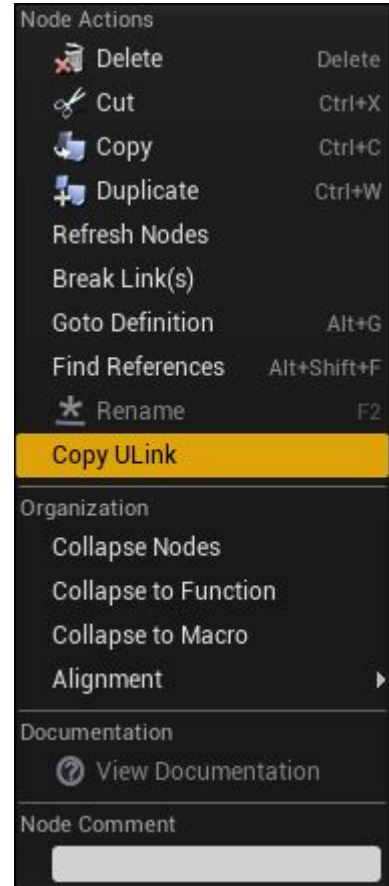 Node Actions
Delete Delete
Cut Ctrl+X
Copy Ctrl+C
Duplicate Ctrl+W
Refresh Nodes
Break Link(s)
Goto Definition Alt+G
Find References Alt+Shift+F
Rename F2
Copy ULink
Organization
Collapse Nodes
Collapse to Function
Collapse to Macro
Alignment
Documentation
View Documentation
Node Comment